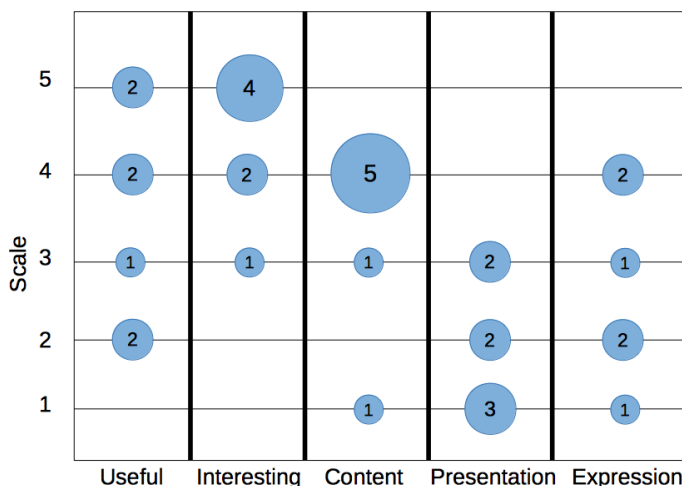 5 2 4
4 2 2 5 2
3 1 1 1 2 1
2 2 2 2
1 1 3 1
Scale
Useful Interesting Content Presentation Expression